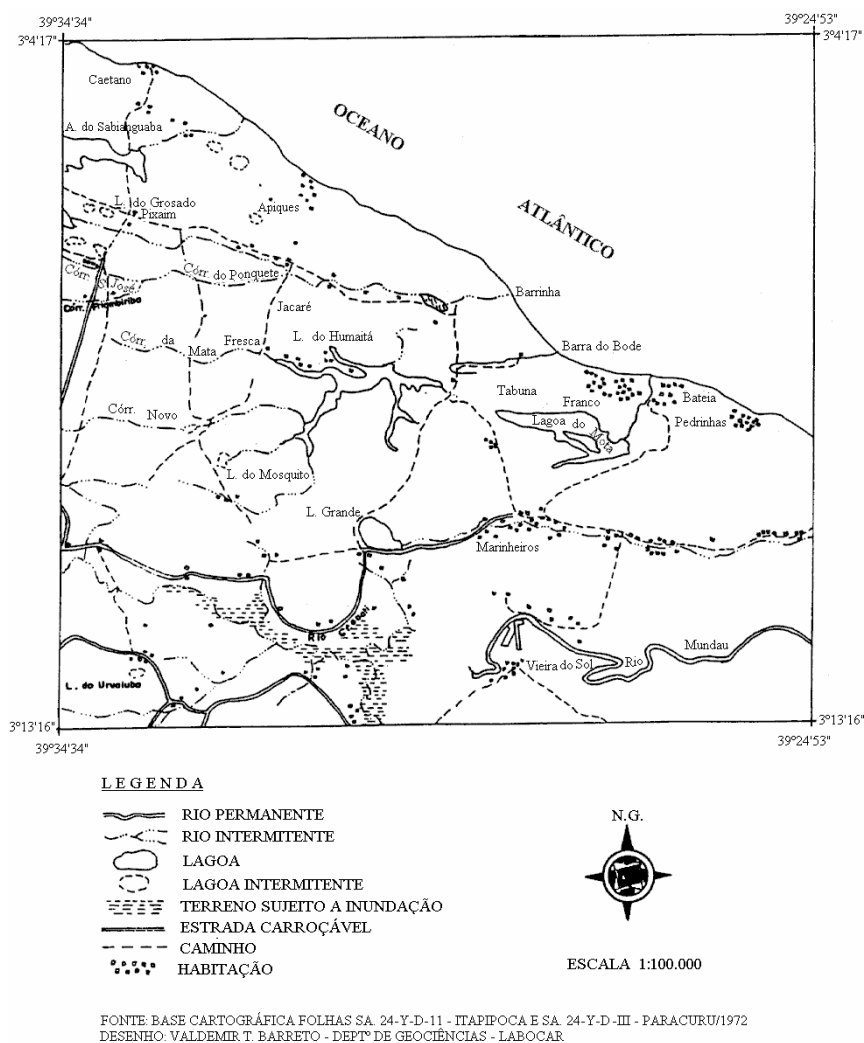 39°34'34"
39°24'53"
3°4'17"
3°4'17"
Caetano
OCEANO
A. do Sabianguaba
ATLÂNTICO
L. do Grosado
Pixaim
Apiques
Córr. S. José
Córr. do Ponquete
Barrinha
Jacaré
Córr. da Mata Fresca
L. do Humaitá
Barra do Bode
Tabuna
Franco
Bateia
Córr. Novo
Lagoa do Mota
Pedrinhas
L. do Mosquito
L. Grande
Marinheiros
RIO
Mundau
Vieira do Sol
Rio
3°13'16"
3°13'16"
39°34'34"
39°24'53"
LEGENDA
RIO PERMANENTE
N.G.
RIO INTERMITENTE
LAGOA
LAGOA INTERMITENTE
TERRENO SUJEITO A INUNDAÇÃO
ESTRADA CARROÇÁVEL
CAMINHO
HABITAÇÃO
ESCALA 1:100.000
FONTE: BASE CARTOGRÁFICA FOLHAS SA. 24-Y-D-11 - ITAPIPOCA E SA. 24-Y-D-III - PARACURU/1972
DESENHO: VALDEMIR T. BARRETO - DEPTº DE GEOCIÊNCIAS - LABOCAR